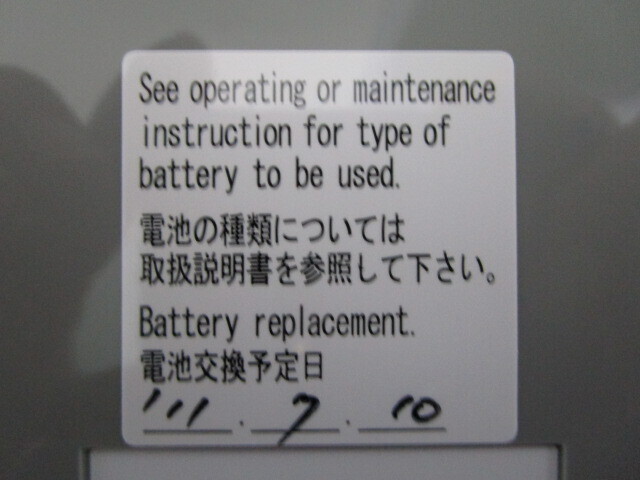 See operating or maintenance
instruction for type of
battery to be used.
電池の種類については
取扱説明書を参照して下さい。
Battery replacement.
電池交換予定日
'11 . 7 . 10